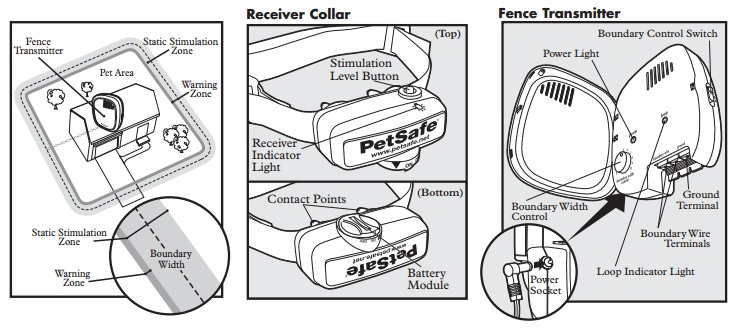 Fence
Transmitter
Static Stimulation
Zone
Pet Area
Warning
Zone
Static Stimulation
Zone
Warning
Zone
Boundary
Width
Receiver Collar
(Top)
Stimulation
Level Button
PetSafe
www.petsafe.net
Receiver
Indicator
Light
(Bottom)
Contact Points
PetSafe
www.petsafe.net
Battery
Module
Fence Transmitter
Boundary Control Switch
Power Light
Boundary Width
Control
Ground
Terminal
Boundary Wire
Terminals
Loop Indicator Light
Power
Socket